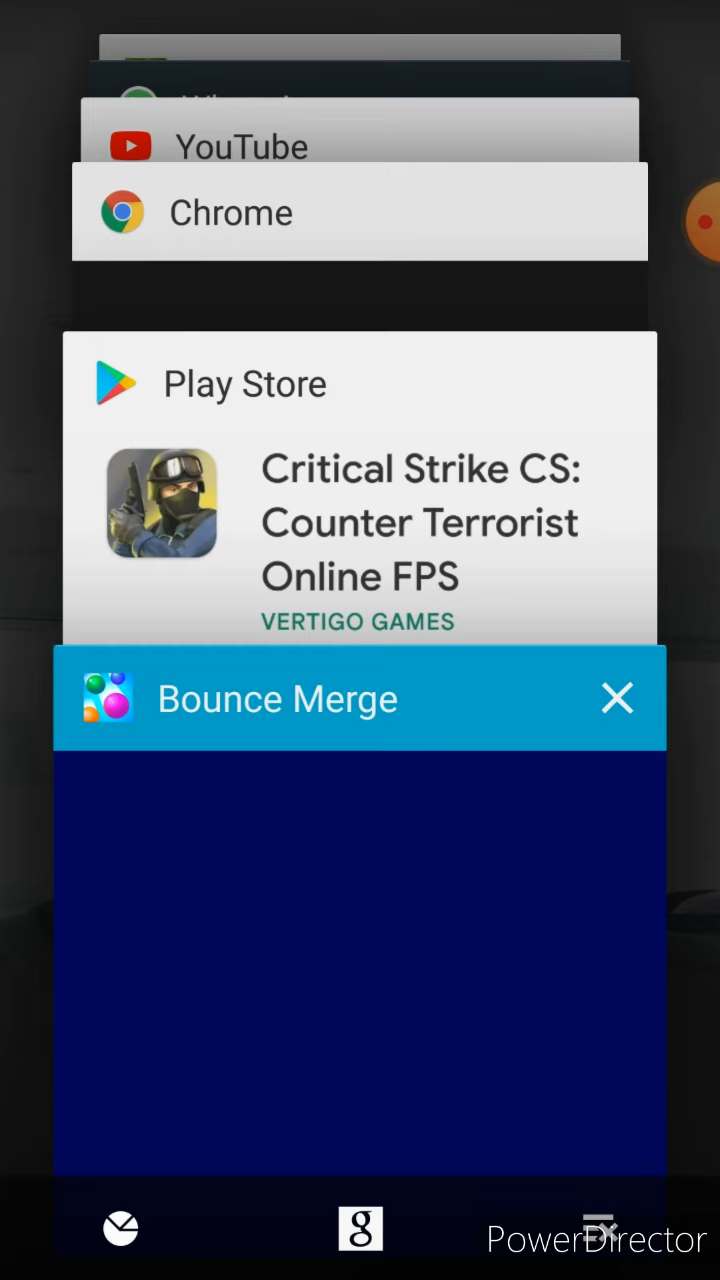 YouTube
Chrome
Play Store
Critical Strike CS:
Counter Terrorist
Online FPS
VERTIGO GAMES
Bounce Merge
g
PowerDirector